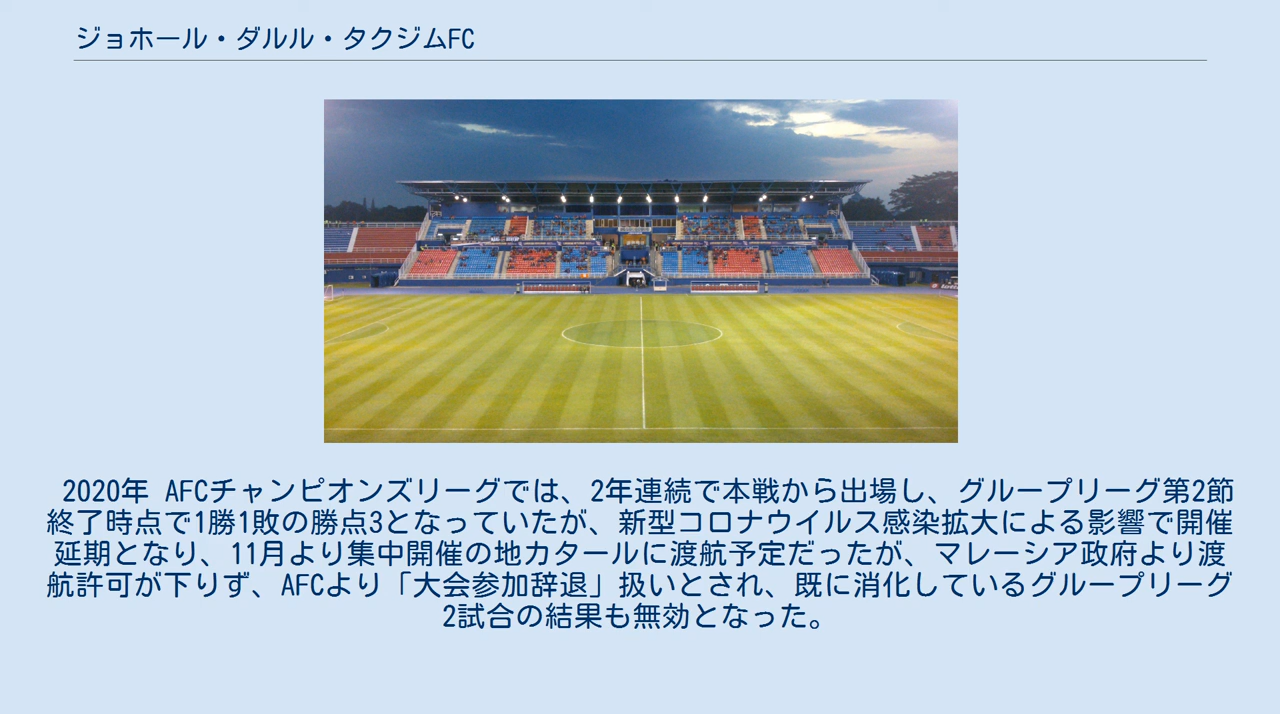 ジョホール・ダルル・タクジムFC
2020年 AFCチャンピオンズリーグでは、2年連続で本戦から出場し、グループリーグ第2節
終了時点で1勝1敗の勝点3となっていたが、新型コロナウイルス感染拡大による影響で開催
延期となり、11月より集中開催の地カタールに渡航予定だったが、マレーシア政府より渡
航許可が下りず、AFCより「大会参加辞退」扱いとされ、既に消化しているグループリーグ
2試合の結果も無効となった。